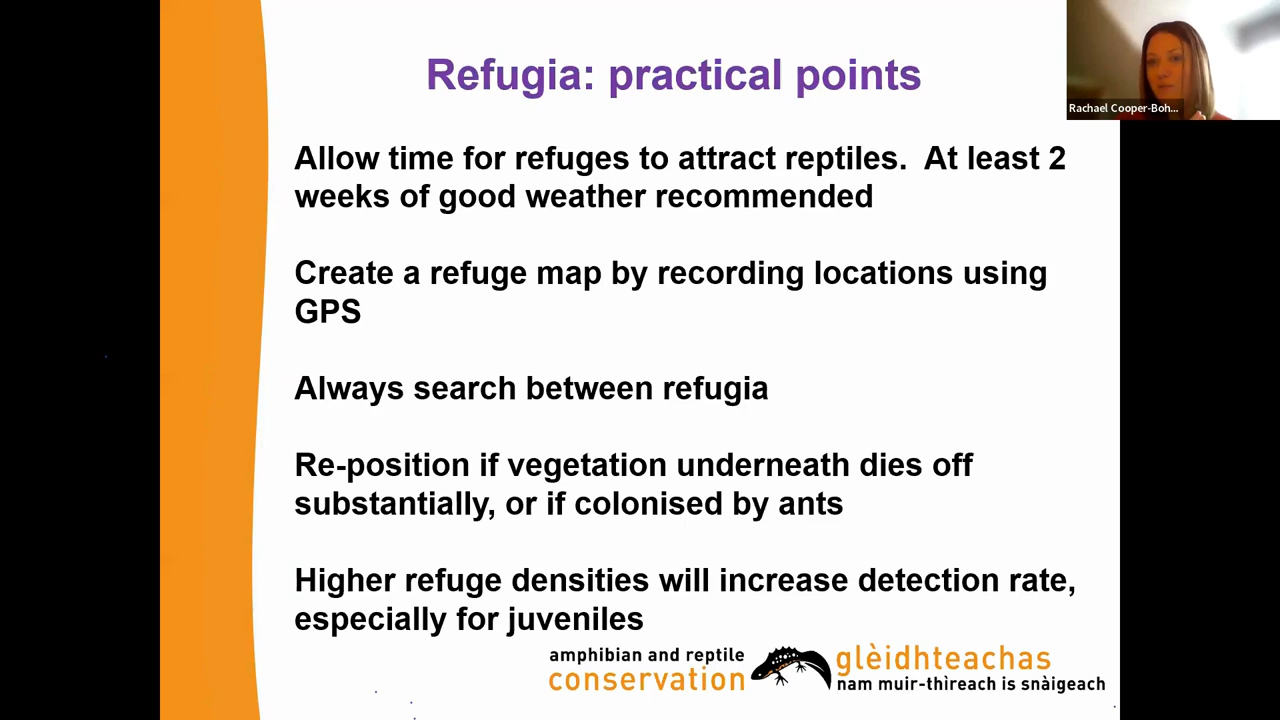 Refugia: practical points
Rachael Cooper-Boh...
Allow time for refuges to attract reptiles.  At least 2
weeks of good weather recommended
Create a refuge map by recording locations using
GPS
Always search between refugia
Re-position if vegetation underneath dies off
substantially, or if colonised by ants
Higher refuge densities will increase detection rate,
especially for juveniles
amphibian and reptile
conservation
glèidhteachas
nam muir-thìreach is snàigeach